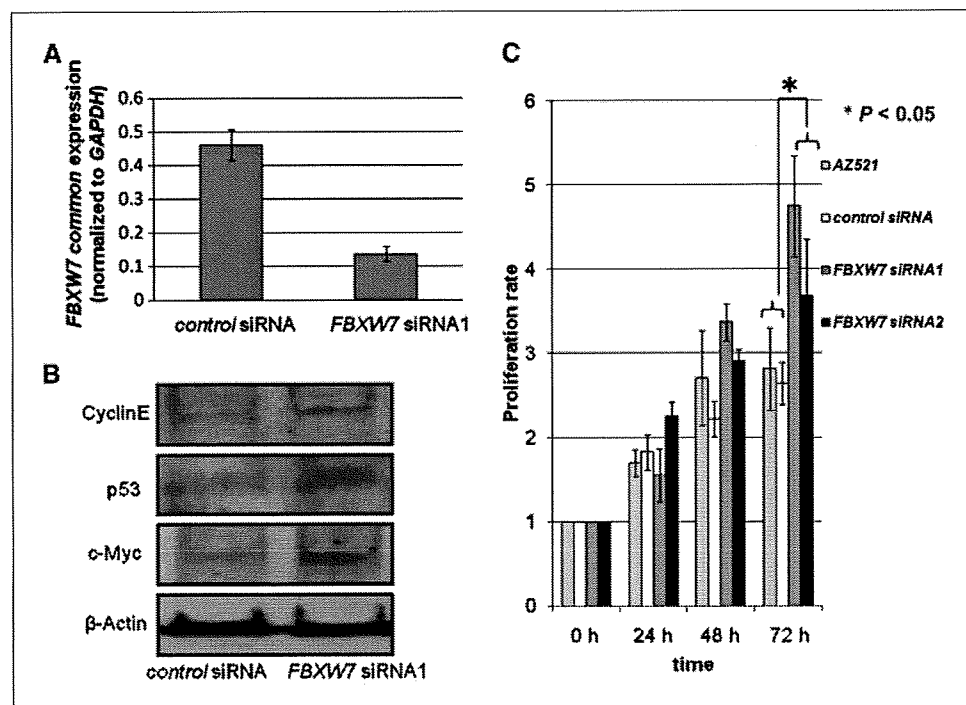 A
FBXW7 common expression
(normalized to GAPDH)
0.6
0.5
0.4
0.3
0.2
0.1
0
control siRNA
FBXW7 siRNA1
B
CyclinE
p53
c-Myc
β-Actin
control siRNA
FBXW7 siRNA1
C
*
* P < 0.05
Proliferation rate
6
5
4
3
2
1
0
AZ521
control siRNA
FBXW7 siRNA1
FBXW7 siRNA2
0 h
24 h
48 h
72 h
time